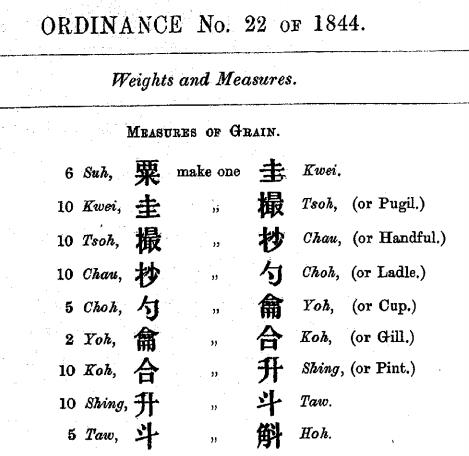 ORDINANCE No. 22 OF 1844.
Weights and Measures.
MEASURES OF GRAIN.
6 Suh, 粟 make one 圭 Kwei.
10 Kwei, 圭 „ 撮 Tsoh, (or Pugil.)
10 Tsoh, 撮 „ 抄 Chau, (or Handful.)
10 Chau, 抄 „ 勺 Choh, (or Ladle.)
5 Choh, 勺 „ 龠 Yoh, (or Cup.)
2 Yoh, 龠 „ 合 Koh, (or Gill.)
10 Koh, 合 „ 升 Shing, (or Pint.)
10 Shing, 升 „ 斗 Taw.
5 Taw, 斗 „ 斛 Hoh.